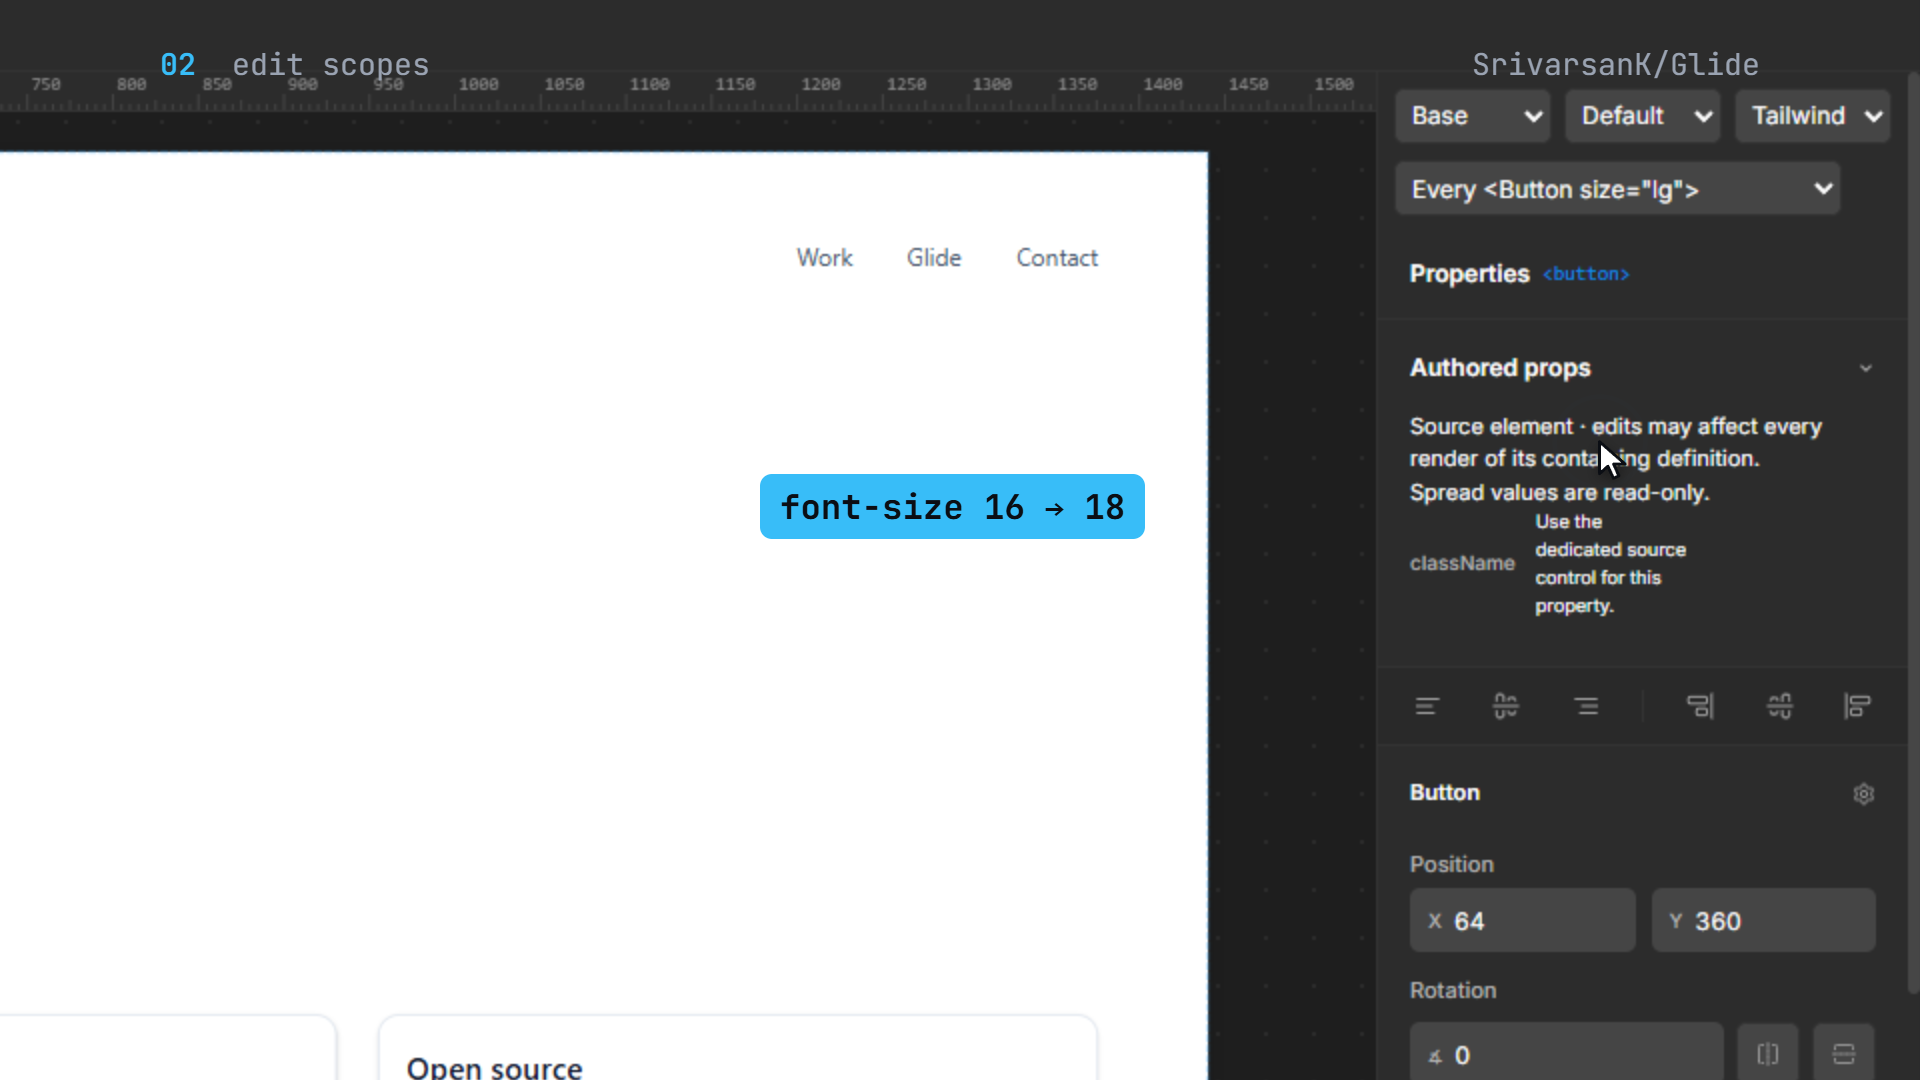 02 edit scopes
SrivarsanK/Glide
750 800 850 900 950 1000 1050 1100 1150 1200 1250 1300 1350 1400 1450 1500
Base Default Tailwind
Every <Button size="lg">
Work Glide Contact
Properties <button>
Authored props
Source element · edits may affect every
render of its containing definition.
Spread values are read-only.
className
Use the
dedicated source
control for this
property.
font-size 16 → 18
Button
Position
X 64 Y 360
Rotation
0
Open source